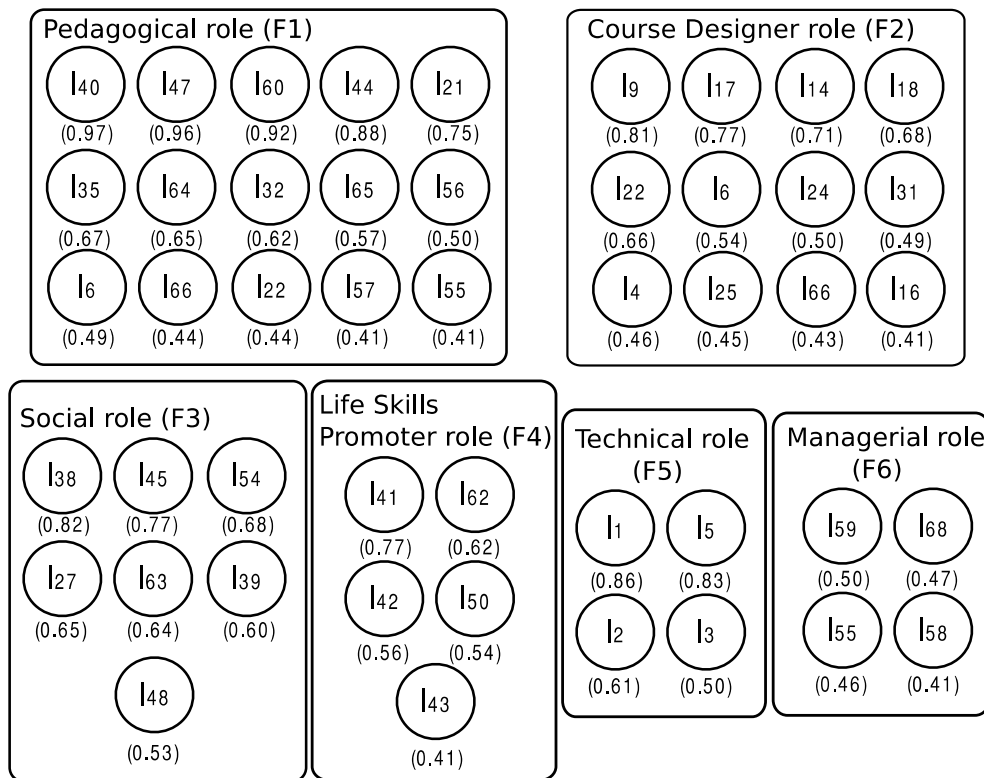 Pedagogical role (F1)
I40 I47 I60 I44 I21
(0.97) (0.96) (0.92) (0.88) (0.75)
I35 I64 I32 I65 I56
(0.67) (0.65) (0.62) (0.57) (0.50)
I6 I66 I22 I57 I55
(0.49) (0.44) (0.44) (0.41) (0.41)
Course Designer role (F2)
I9 I17 I14 I18
(0.81) (0.77) (0.71) (0.68)
I22 I6 I24 I31
(0.66) (0.54) (0.50) (0.49)
I4 I25 I66 I16
(0.46) (0.45) (0.43) (0.41)
Social role (F3)
I38 I45 I54
(0.82) (0.77) (0.68)
I27 I63 I39
(0.65) (0.64) (0.60)
I48
(0.53)
Life Skills
Promoter role (F4)
I41 I62
(0.77) (0.62)
I42 I50
(0.56) (0.54)
I43
(0.41)
Technical role
(F5)
I1 I5
(0.86) (0.83)
I2 I3
(0.61) (0.50)
Managerial role
(F6)
I59 I68
(0.50) (0.47)
I55 I58
(0.46) (0.41)